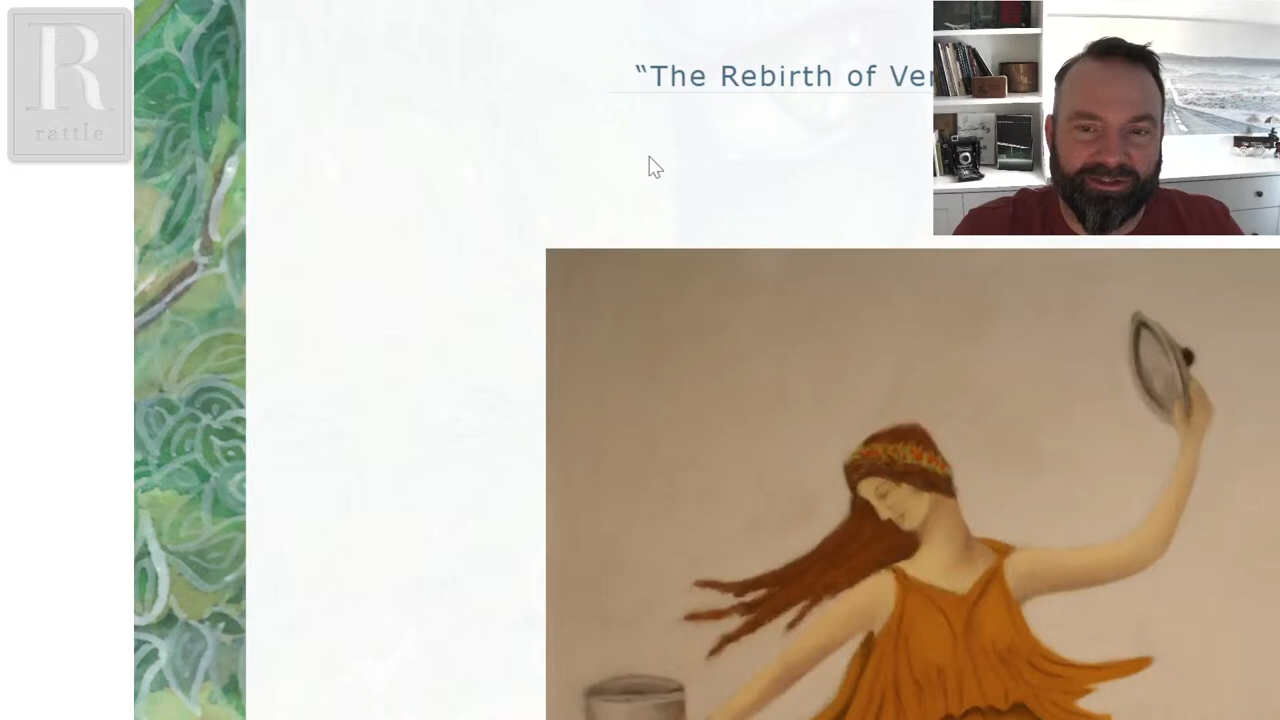 R
rattle
“The Rebirth of Ve